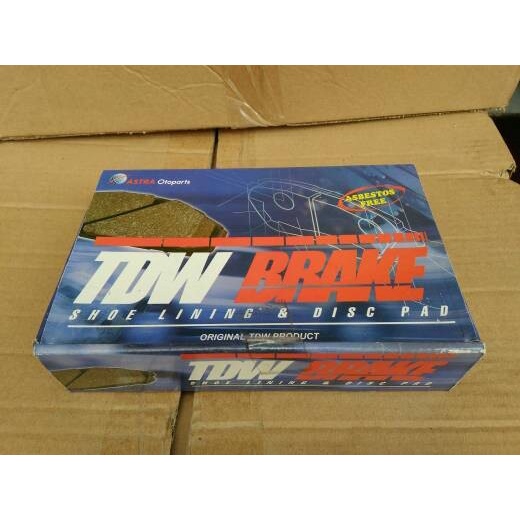 ASTRA Otoparts
ASBESTOS
FREE
TDW BRAKE
SHOE LINING & DISC PAD
ORIGINAL TDW PRODUCT
TDW BRAKE
SHOE LINING & DISC PAD